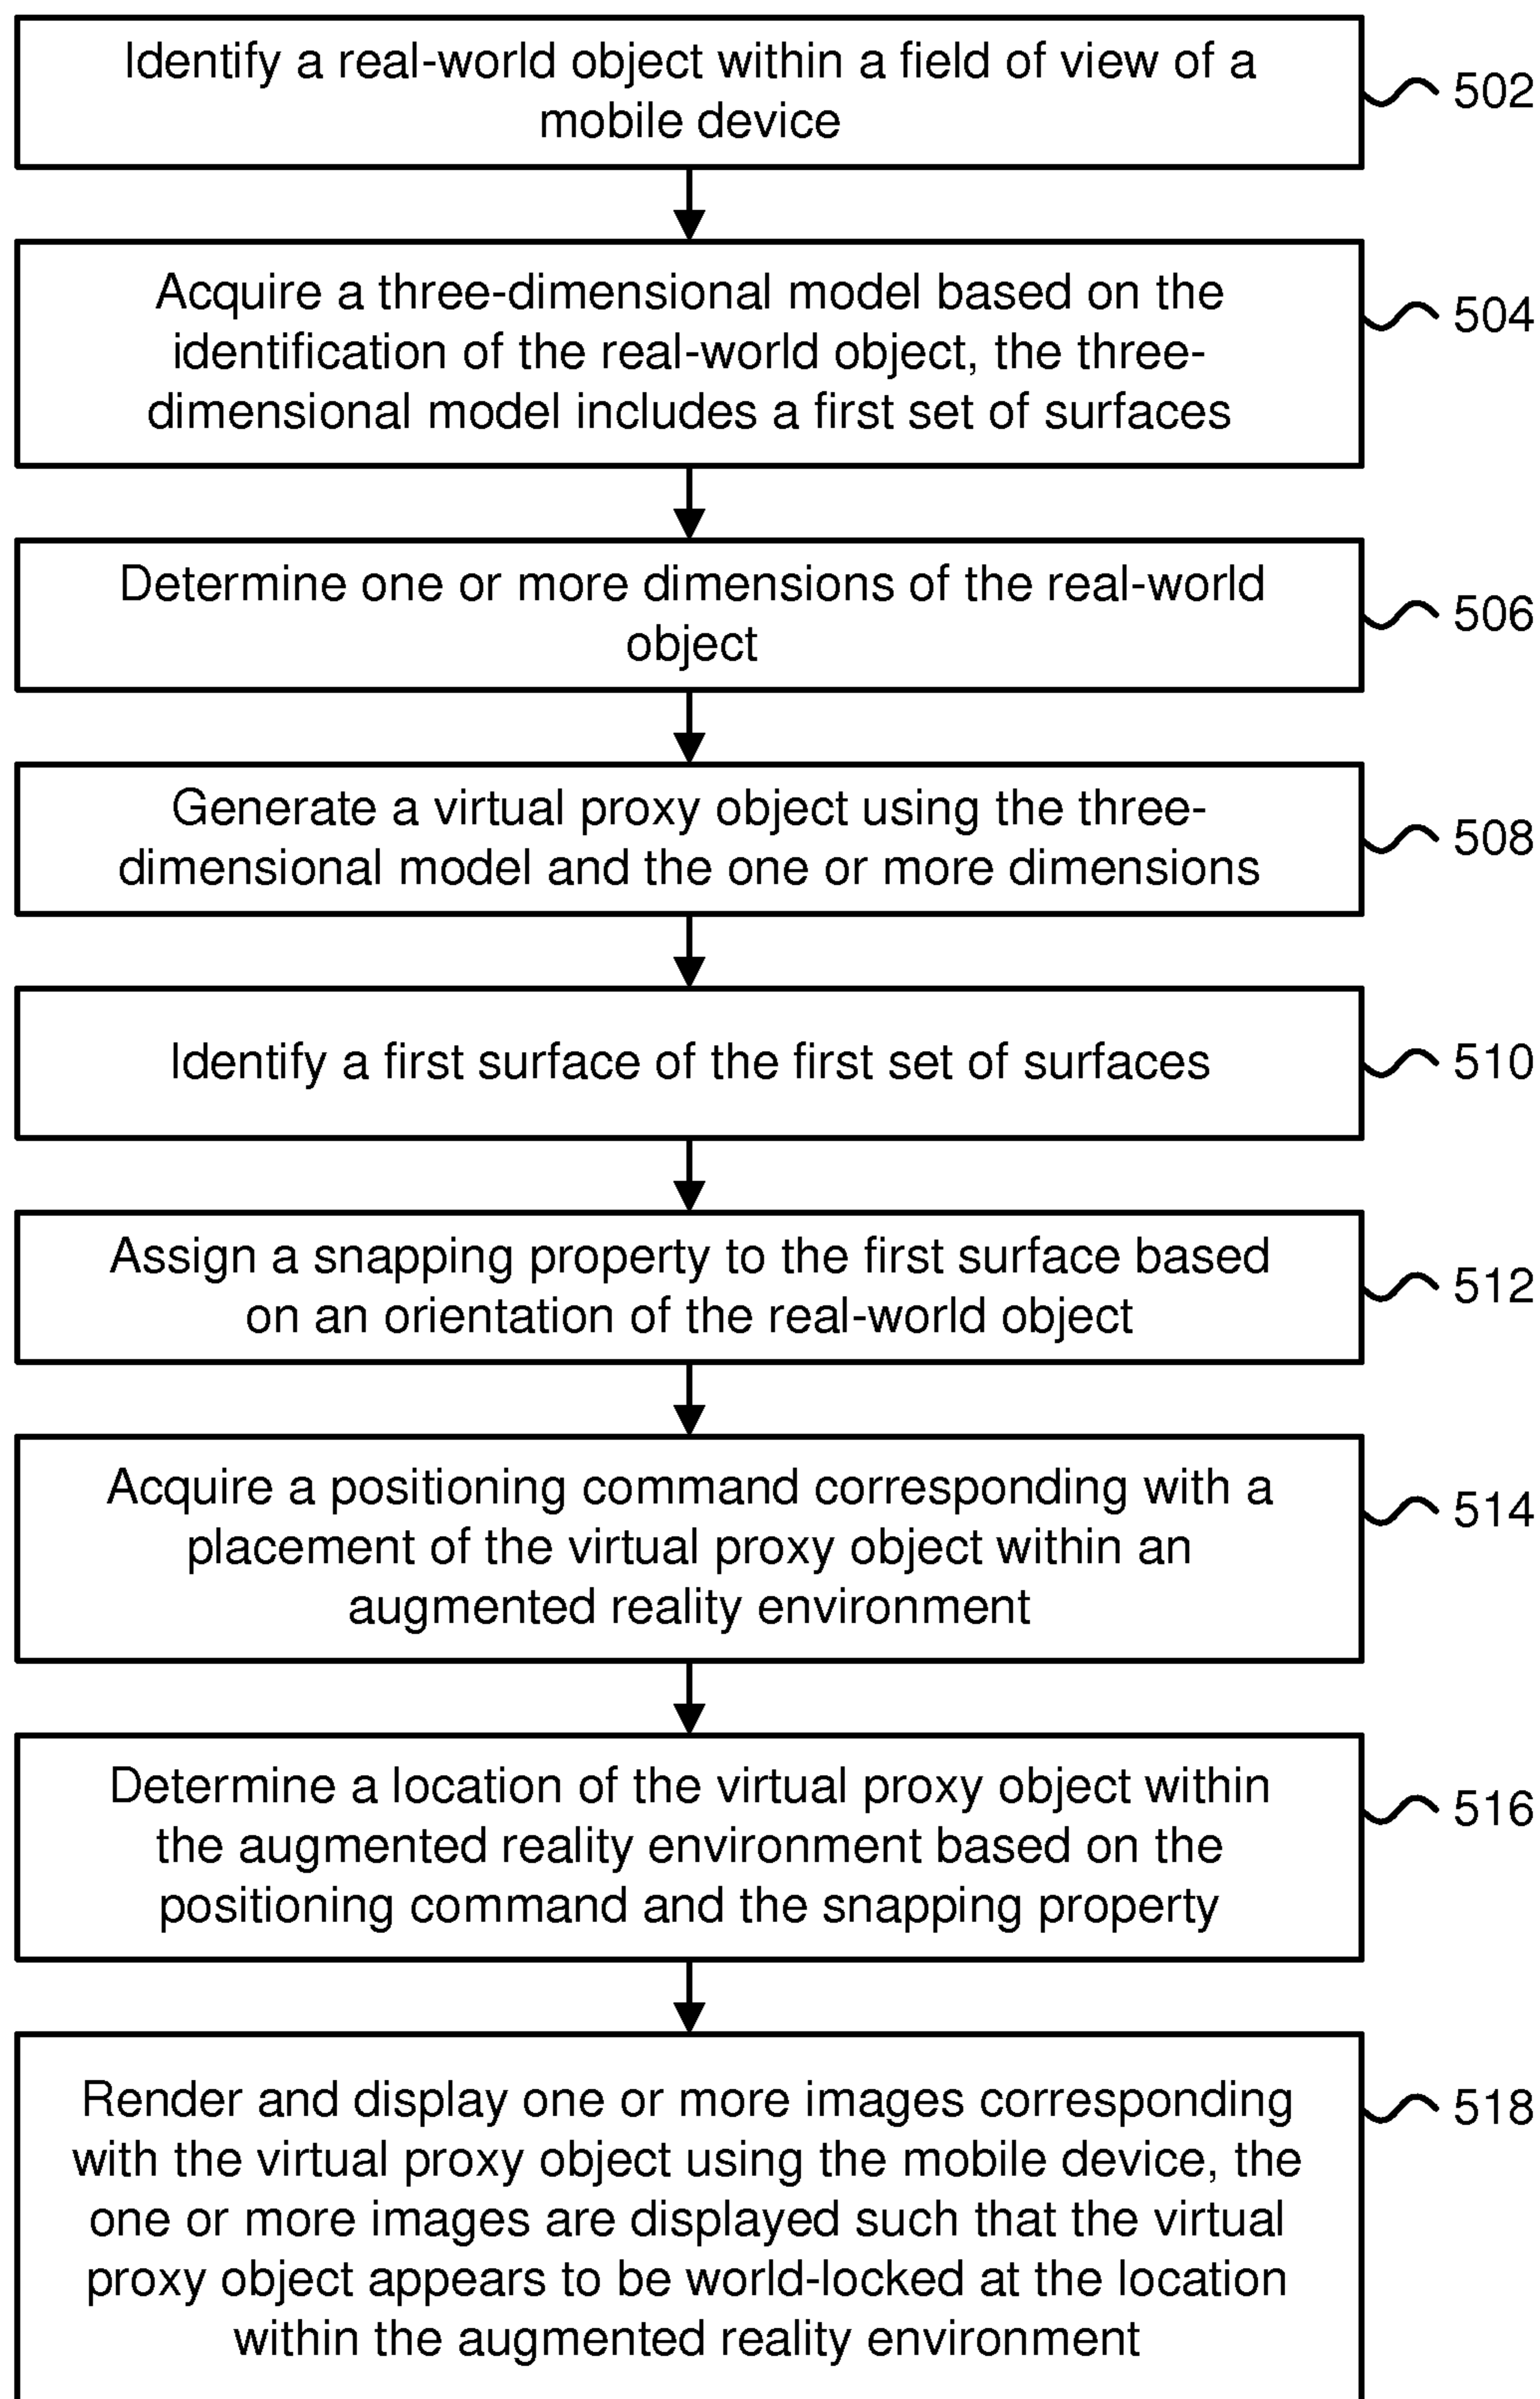 Identify a real-world object within a field of view of a
mobile device
502
Acquire a three-dimensional model based on the
identification of the real-world object, the three-
dimensional model includes a first set of surfaces
504
Determine one or more dimensions of the real-world
object
506
Generate a virtual proxy object using the three-
dimensional model and the one or more dimensions
508
Identify a first surface of the first set of surfaces
510
Assign a snapping property to the first surface based
on an orientation of the real-world object
512
Acquire a positioning command corresponding with a
placement of the virtual proxy object within an
augmented reality environment
514
Determine a location of the virtual proxy object within
the augmented reality environment based on the
positioning command and the snapping property
516
Render and display one or more images corresponding
with the virtual proxy object using the mobile device, the
one or more images are displayed such that the virtual
proxy object appears to be world-locked at the location
within the augmented reality environment
518